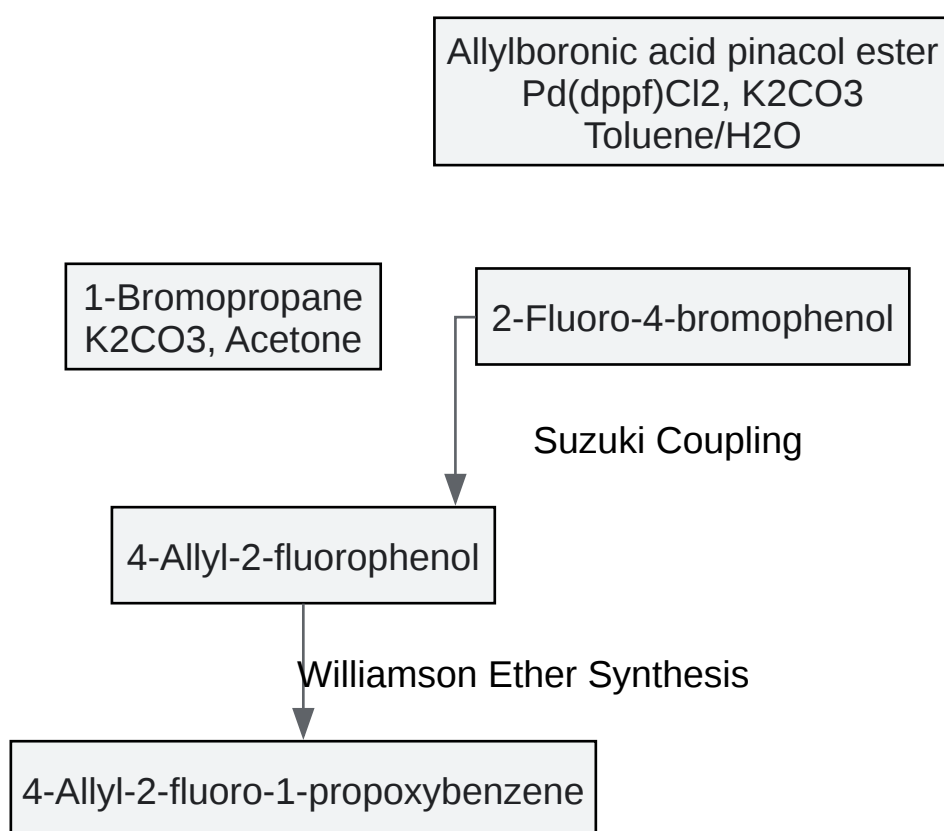 Allylboronic acid pinacol ester
Pd(dppf)Cl2, K2CO3
Toluene/H2O
1-Bromopropane
K2CO3, Acetone
2-Fluoro-4-bromophenol
Suzuki Coupling
4-Allyl-2-fluorophenol
Williamson Ether Synthesis
4-Allyl-2-fluoro-1-propoxybenzene